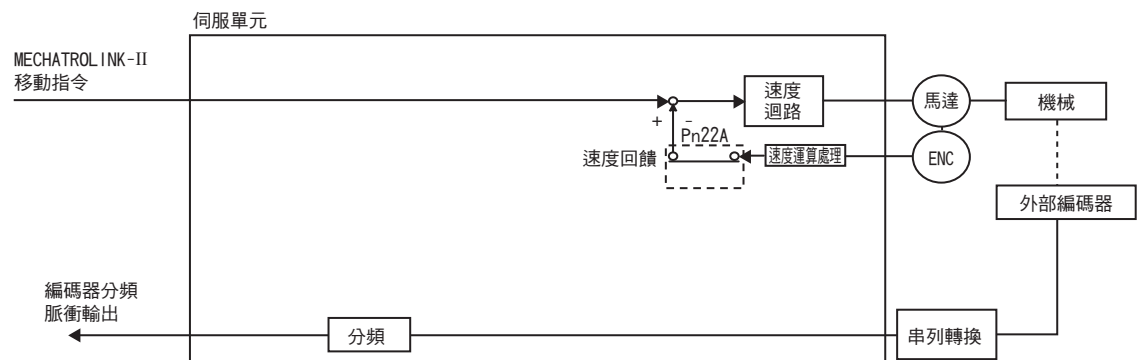 伺服單元
MECHATROLINK-II
移動指令
速度
迴路
馬達
機械
+
-
Pn22A
速度回饋
速度運算處理
ENC
外部編碼器
編碼器分頻
脈衝輸出
分頻
串列轉換